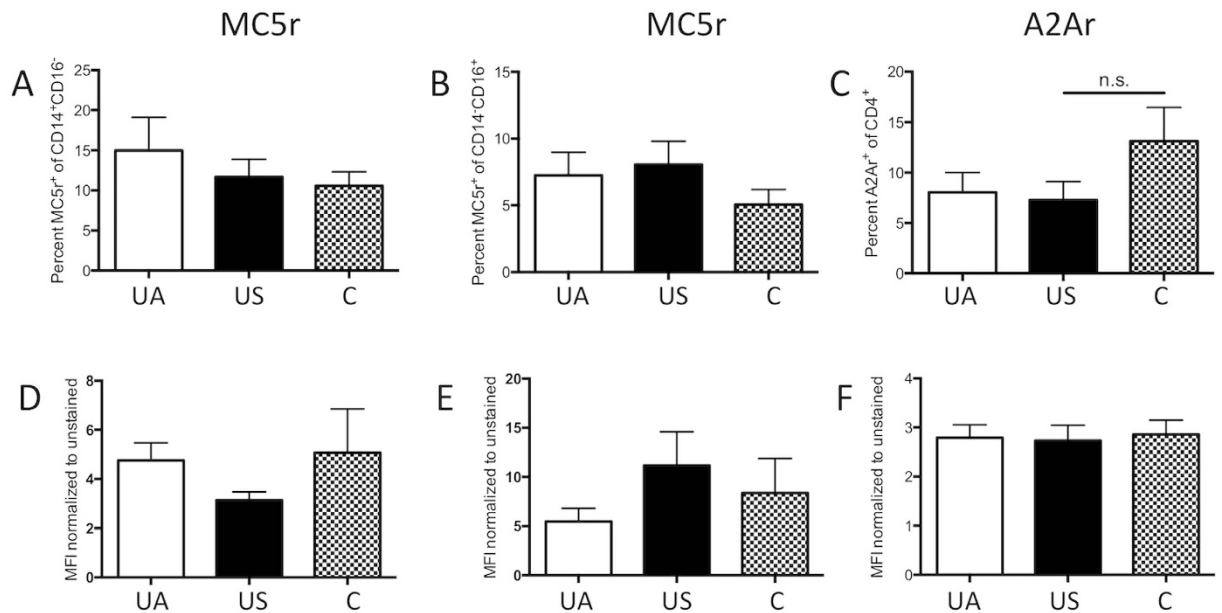 MC5r MC5r A2Ar
A
Percent MC5r⁺ of CD14⁺CD16⁻
25
20
15
10
5
0
UA US C
B
Percent MC5r⁺ of CD14⁻CD16⁺
15
10
5
0
UA US C
C
Percent A2Ar⁺ of CD4⁺
20
15
10
5
0
n.s.
UA US C
D
MFI normalized to unstained
8
6
4
2
0
UA US C
E
MFI normalized to unstained
20
15
10
5
0
UA US C
F
MFI normalized to unstained
4
3
2
1
0
UA US C